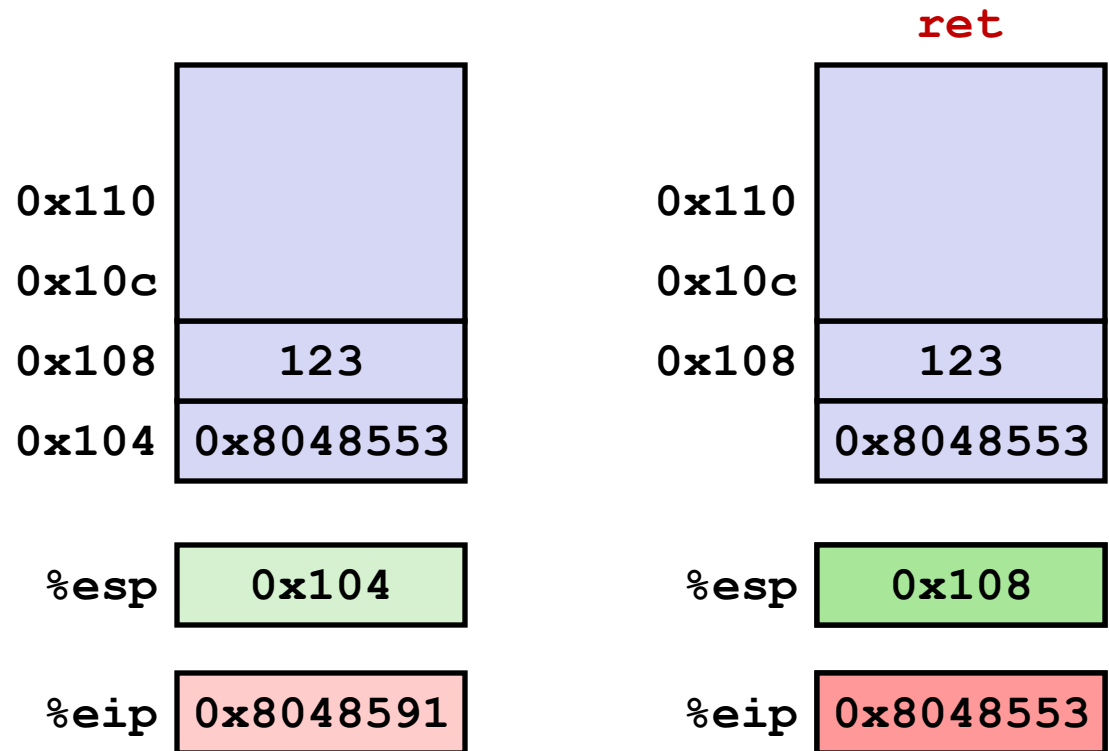 ret
0x110 0x110
0x10c 0x10c
0x108 123 0x108 123
0x104 0x8048553 0x8048553
%esp 0x104 %esp 0x108
%eip 0x8048591 %eip 0x8048553